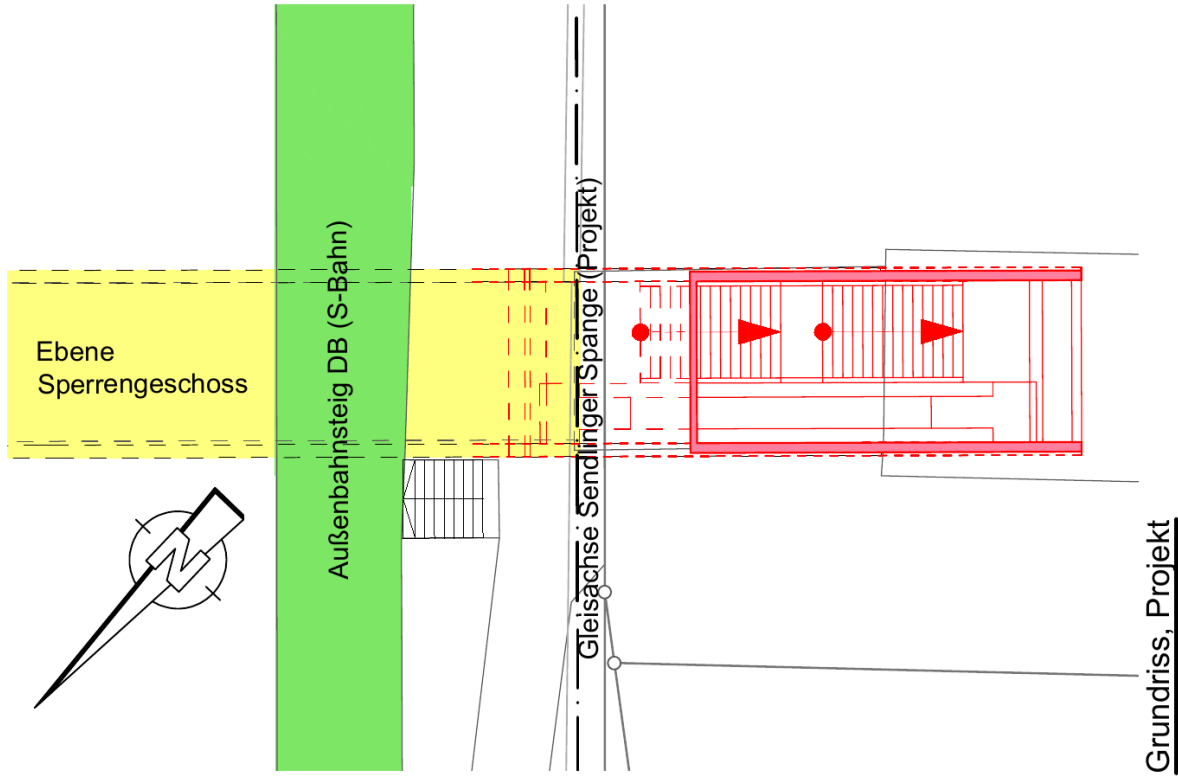 Ebene
Sperrengeschoss
Außenbahnsteig DB (S-Bahn)
Gleisachse Sendlinger Spange (Projekt)
N
Grundriss, Projekt